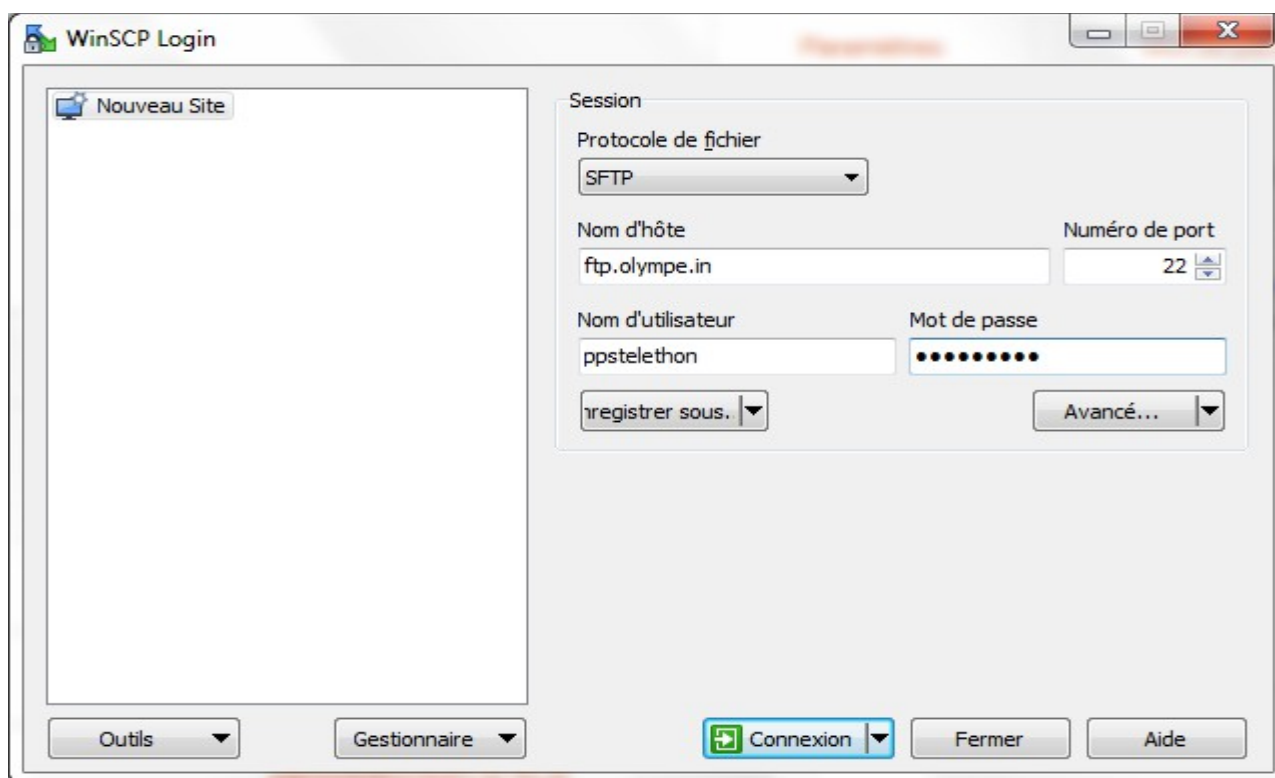 WinSCP Login
Nouveau Site
Session
Protocole de fichier
SFTP
Nom d'hôte
Numéro de port
ftp.olympe.in
22
Nom d'utilisateur
Mot de passe
ppstelethon
•••••••••
nregistrer sous..
Avancé...
Outils
Gestionnaire
Connexion
Fermer
Aide